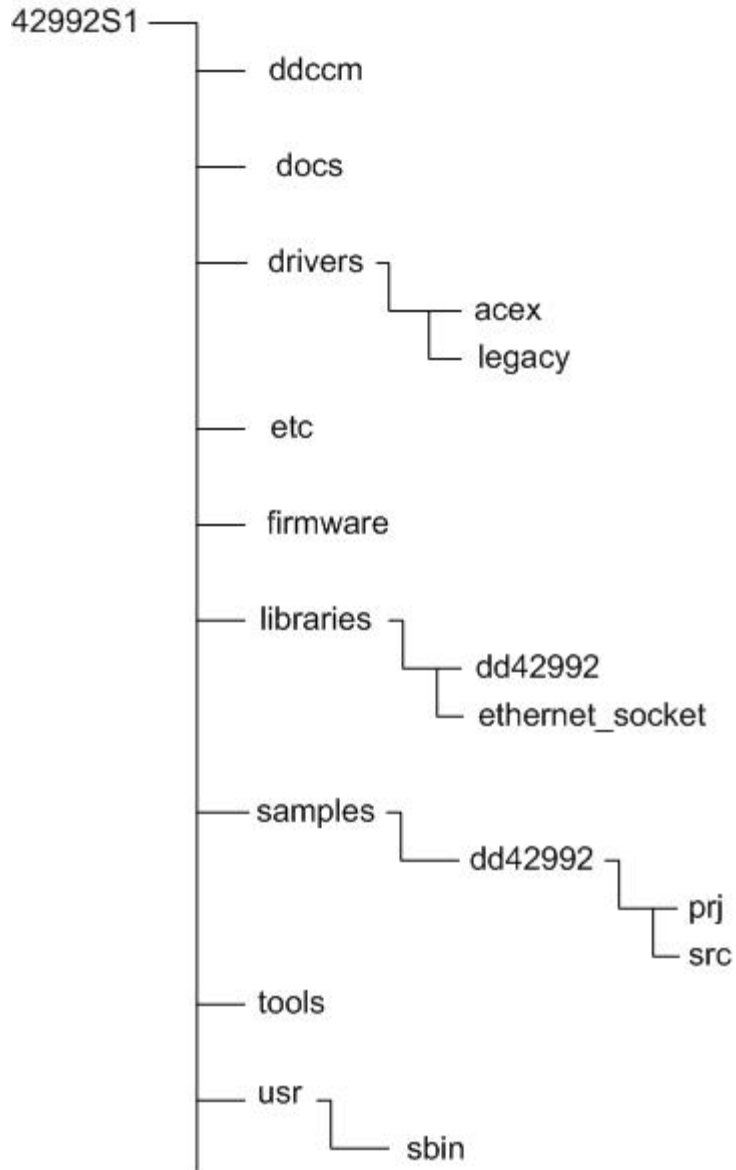 42992S1
ddccm
docs
drivers
acex
legacy
etc
firmware
libraries
dd42992
ethernet_socket
samples
dd42992
prj
src
tools
usr
sbin